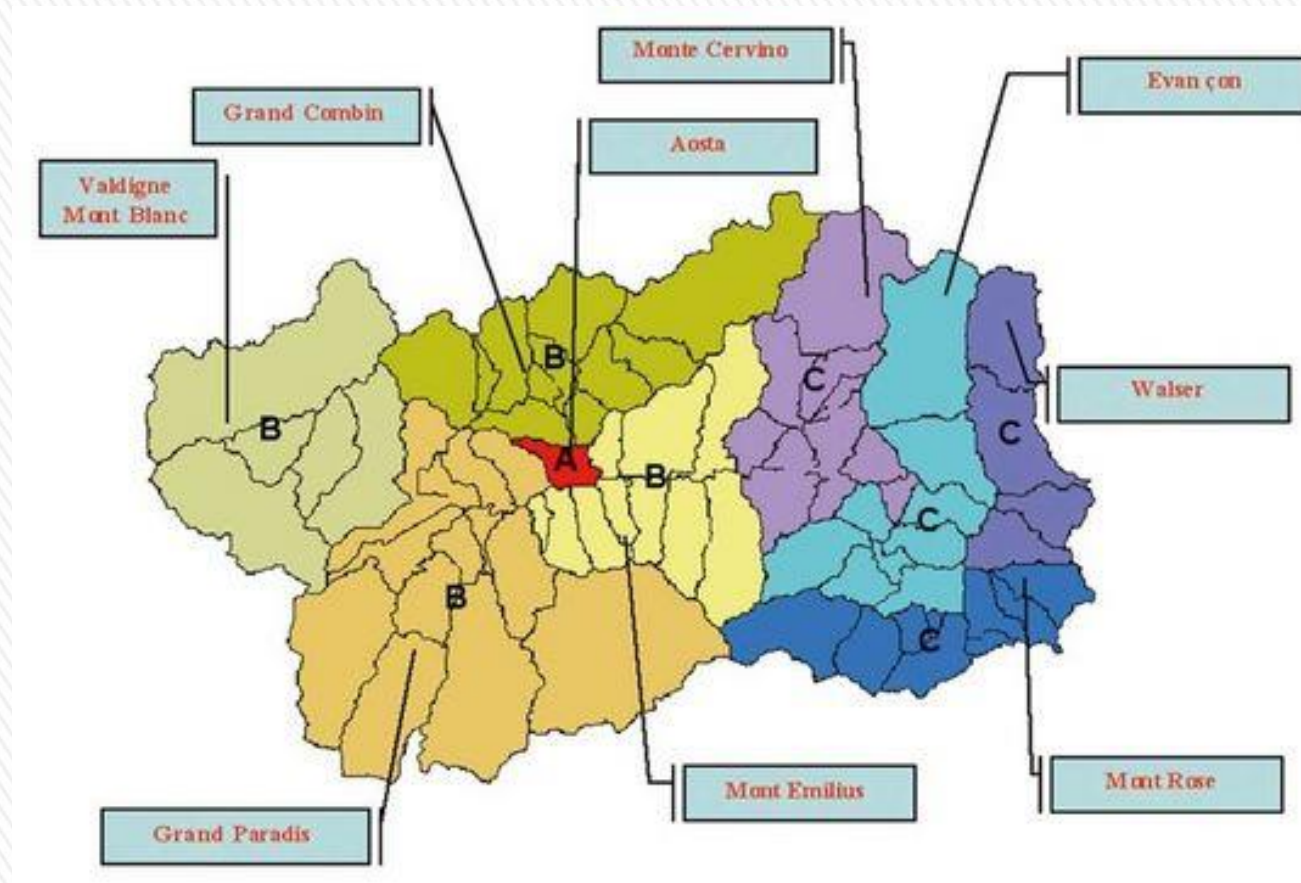 Monte Cervino
Evan çon
Grand Combin
Aosta
Valdigne
Mont Blanc
B
C
Walser
B
C
A
B
C
B
C
Mont Emilius
Mont Rose
Grand Paradis